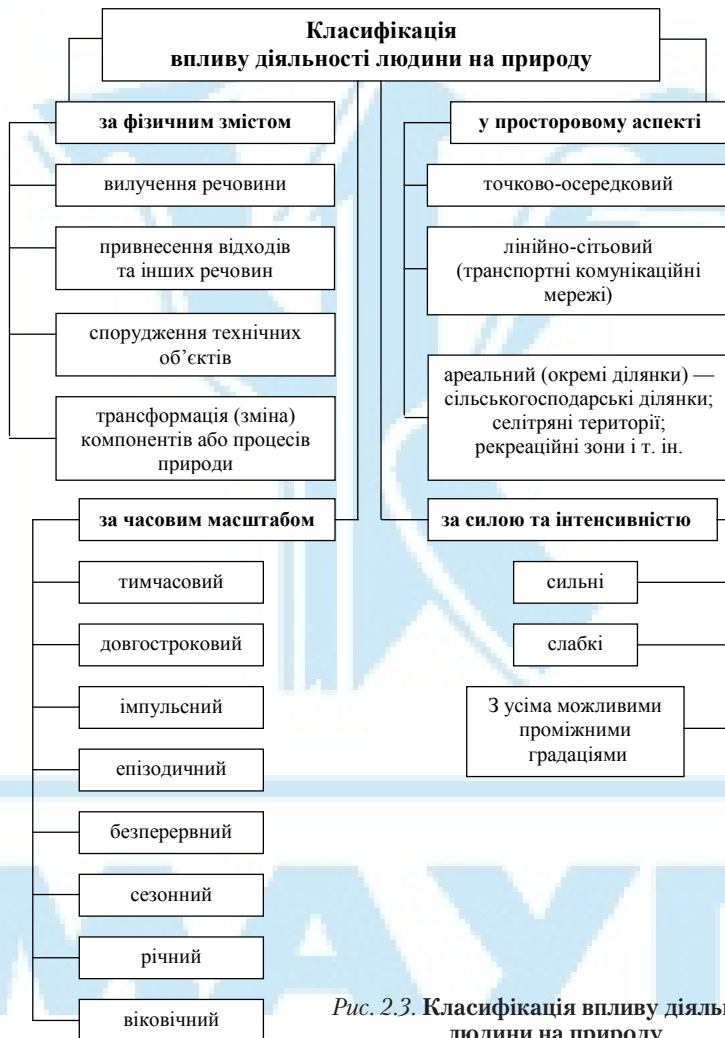 Класифікація
впливу діяльності людини на природу
за фізичним змістом
вилучення речовини
привнесення відходів
та інших речовин
спорудження технічних
об’єктів
трансформація (зміна)
компонентів або процесів
природи
у просторовому аспекті
точково-осередковий
лінійно-сітьовий
(транспортні комунікаційні
мережі)
ареальний (окремі ділянки) —
сільськогосподарські ділянки;
селітряні території;
рекреаційні зони і т. ін.
за часовим масштабом
тимчасовий
довгостроковий
імпульсний
епізодичний
безперервний
сезонний
річний
віковічний
за силою та інтенсивністю
сильні
слабкі
З усіма можливими
проміжними
градаціями
Рис. 2.3. Класифікація впливу
людини на природу
МАУП